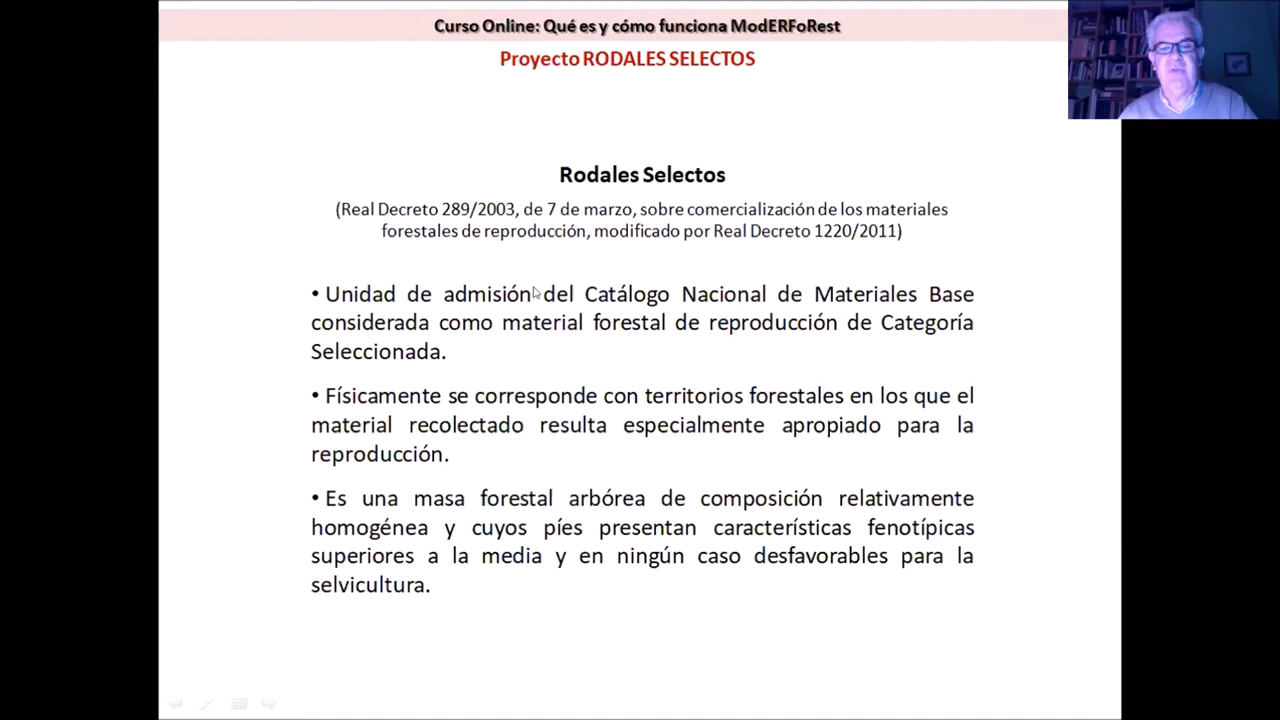 Curso Online: Qué es y cómo funciona ModERFoRest
Proyecto RODALES SELECTOS
Rodales Selectos
(Real Decreto 289/2003, de 7 de marzo, sobre comercialización de los materiales
forestales de reproducción, modificado por Real Decreto 1220/2011)
• Unidad de admisión del Catálogo Nacional de Materiales Base
considerada como material forestal de reproducción de Categoría
Seleccionada.
• Físicamente se corresponde con territorios forestales en los que el
material recolectado resulta especialmente apropiado para la
reproducción.
• Es una masa forestal arbórea de composición relativamente
homogénea y cuyos píes presentan características fenotípicas
superiores a la media y en ningún caso desfavorables para la
selvicultura.